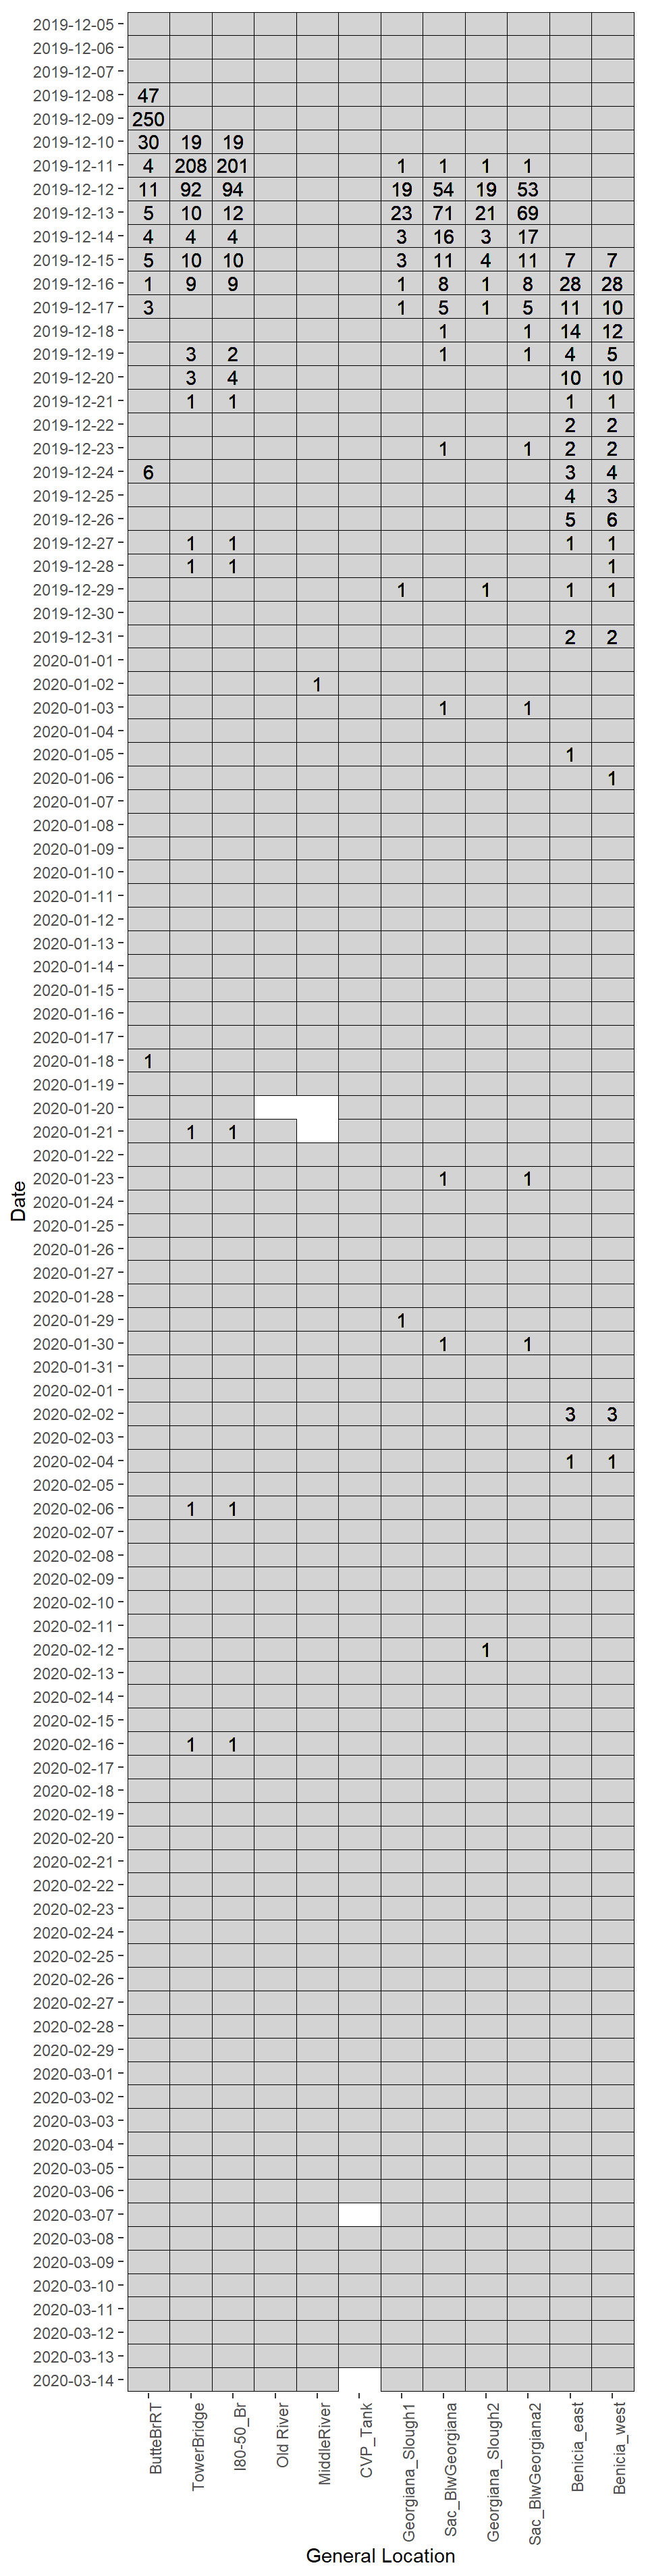 2019-12-05
2019-12-06
2019-12-07
2019-12-08 47
2019-12-09 250
2019-12-10 30 19 19
2019-12-11 4 208 201 1 1 1 1
2019-12-12 11 92 94 19 54 19 53
2019-12-13 5 10 12 23 71 21 69
2019-12-14 4 4 4 3 16 3 17
2019-12-15 5 10 10 3 11 4 11 7 7
2019-12-16 1 9 9 1 8 1 8 28 28
2019-12-17 3 1 5 1 5 11 10
2019-12-18 1 1 14 12
2019-12-19 3 2 1 1 4 5
2019-12-20 3 4 10 10
2019-12-21 1 1 1 1
2019-12-22 2 2
2019-12-23 1 1 2 2
2019-12-24 6 3 4
2019-12-25 4 3
2019-12-26 5 6
2019-12-27 1 1 1 1
2019-12-28 1 1 1
2019-12-29 1 1 1 1
2019-12-30
2019-12-31 2 2
2020-01-01
2020-01-02 1
2020-01-03 1 1
2020-01-04
2020-01-05 1
2020-01-06 1
2020-01-07
2020-01-08
2020-01-09
2020-01-10
2020-01-11
2020-01-12
2020-01-13
2020-01-14
2020-01-15
2020-01-16
2020-01-17
2020-01-18 1
2020-01-19
2020-01-20
2020-01-21 1 1
2020-01-22
2020-01-23 1 1
2020-01-24
2020-01-25
2020-01-26
2020-01-27
2020-01-28
2020-01-29 1
2020-01-30 1 1
2020-01-31
2020-02-01
2020-02-02 3 3
2020-02-03
2020-02-04 1 1
2020-02-05
2020-02-06 1 1
2020-02-07
2020-02-08
2020-02-09
2020-02-10
2020-02-11
2020-02-12 1
2020-02-13
2020-02-14
2020-02-15
2020-02-16 1 1
2020-02-17
2020-02-18
2020-02-19
2020-02-20
2020-02-21
2020-02-22
2020-02-23
2020-02-24
2020-02-25
2020-02-26
2020-02-27
2020-02-28
2020-02-29
2020-03-01
2020-03-02
2020-03-03
2020-03-04
2020-03-05
2020-03-06
2020-03-07
2020-03-08
2020-03-09
2020-03-10
2020-03-11
2020-03-12
2020-03-13
2020-03-14
Date
ButteBrRT
TowerBridge
I80-50_Br
Old River
MiddleRiver
CVP_Tank
Georgiana_Slough1
Sac_BlwGeorgiana
Georgiana_Slough2
Sac_BlwGeorgiana2
Benicia_east
Benicia_west
General Location